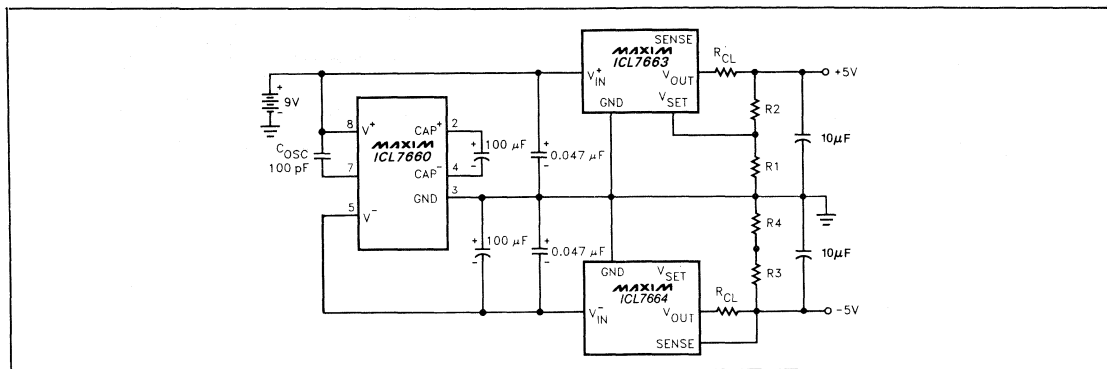 9V
+
-
8
V+
COSC
100 pF
7
5
V-
MAXIM
ICL7660
CAP+
2
CAP-
4
GND
3
+
100 µF
-
+
0.047 µF
-
+
100 µF
-
+
0.047 µF
-
SENSE
MAXIM
ICL7663
V+IN
VOUT
GND
VSET
RCL
+5V
R2
R1
10µF
R4
R3
10µF
GND
VSET
MAXIM
ICL7664
V-IN
VOUT
SENSE
RCL
-5V